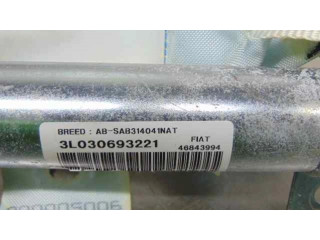 BREED : AB-SAB314041NAT
3L030693221
FIAT
46843994